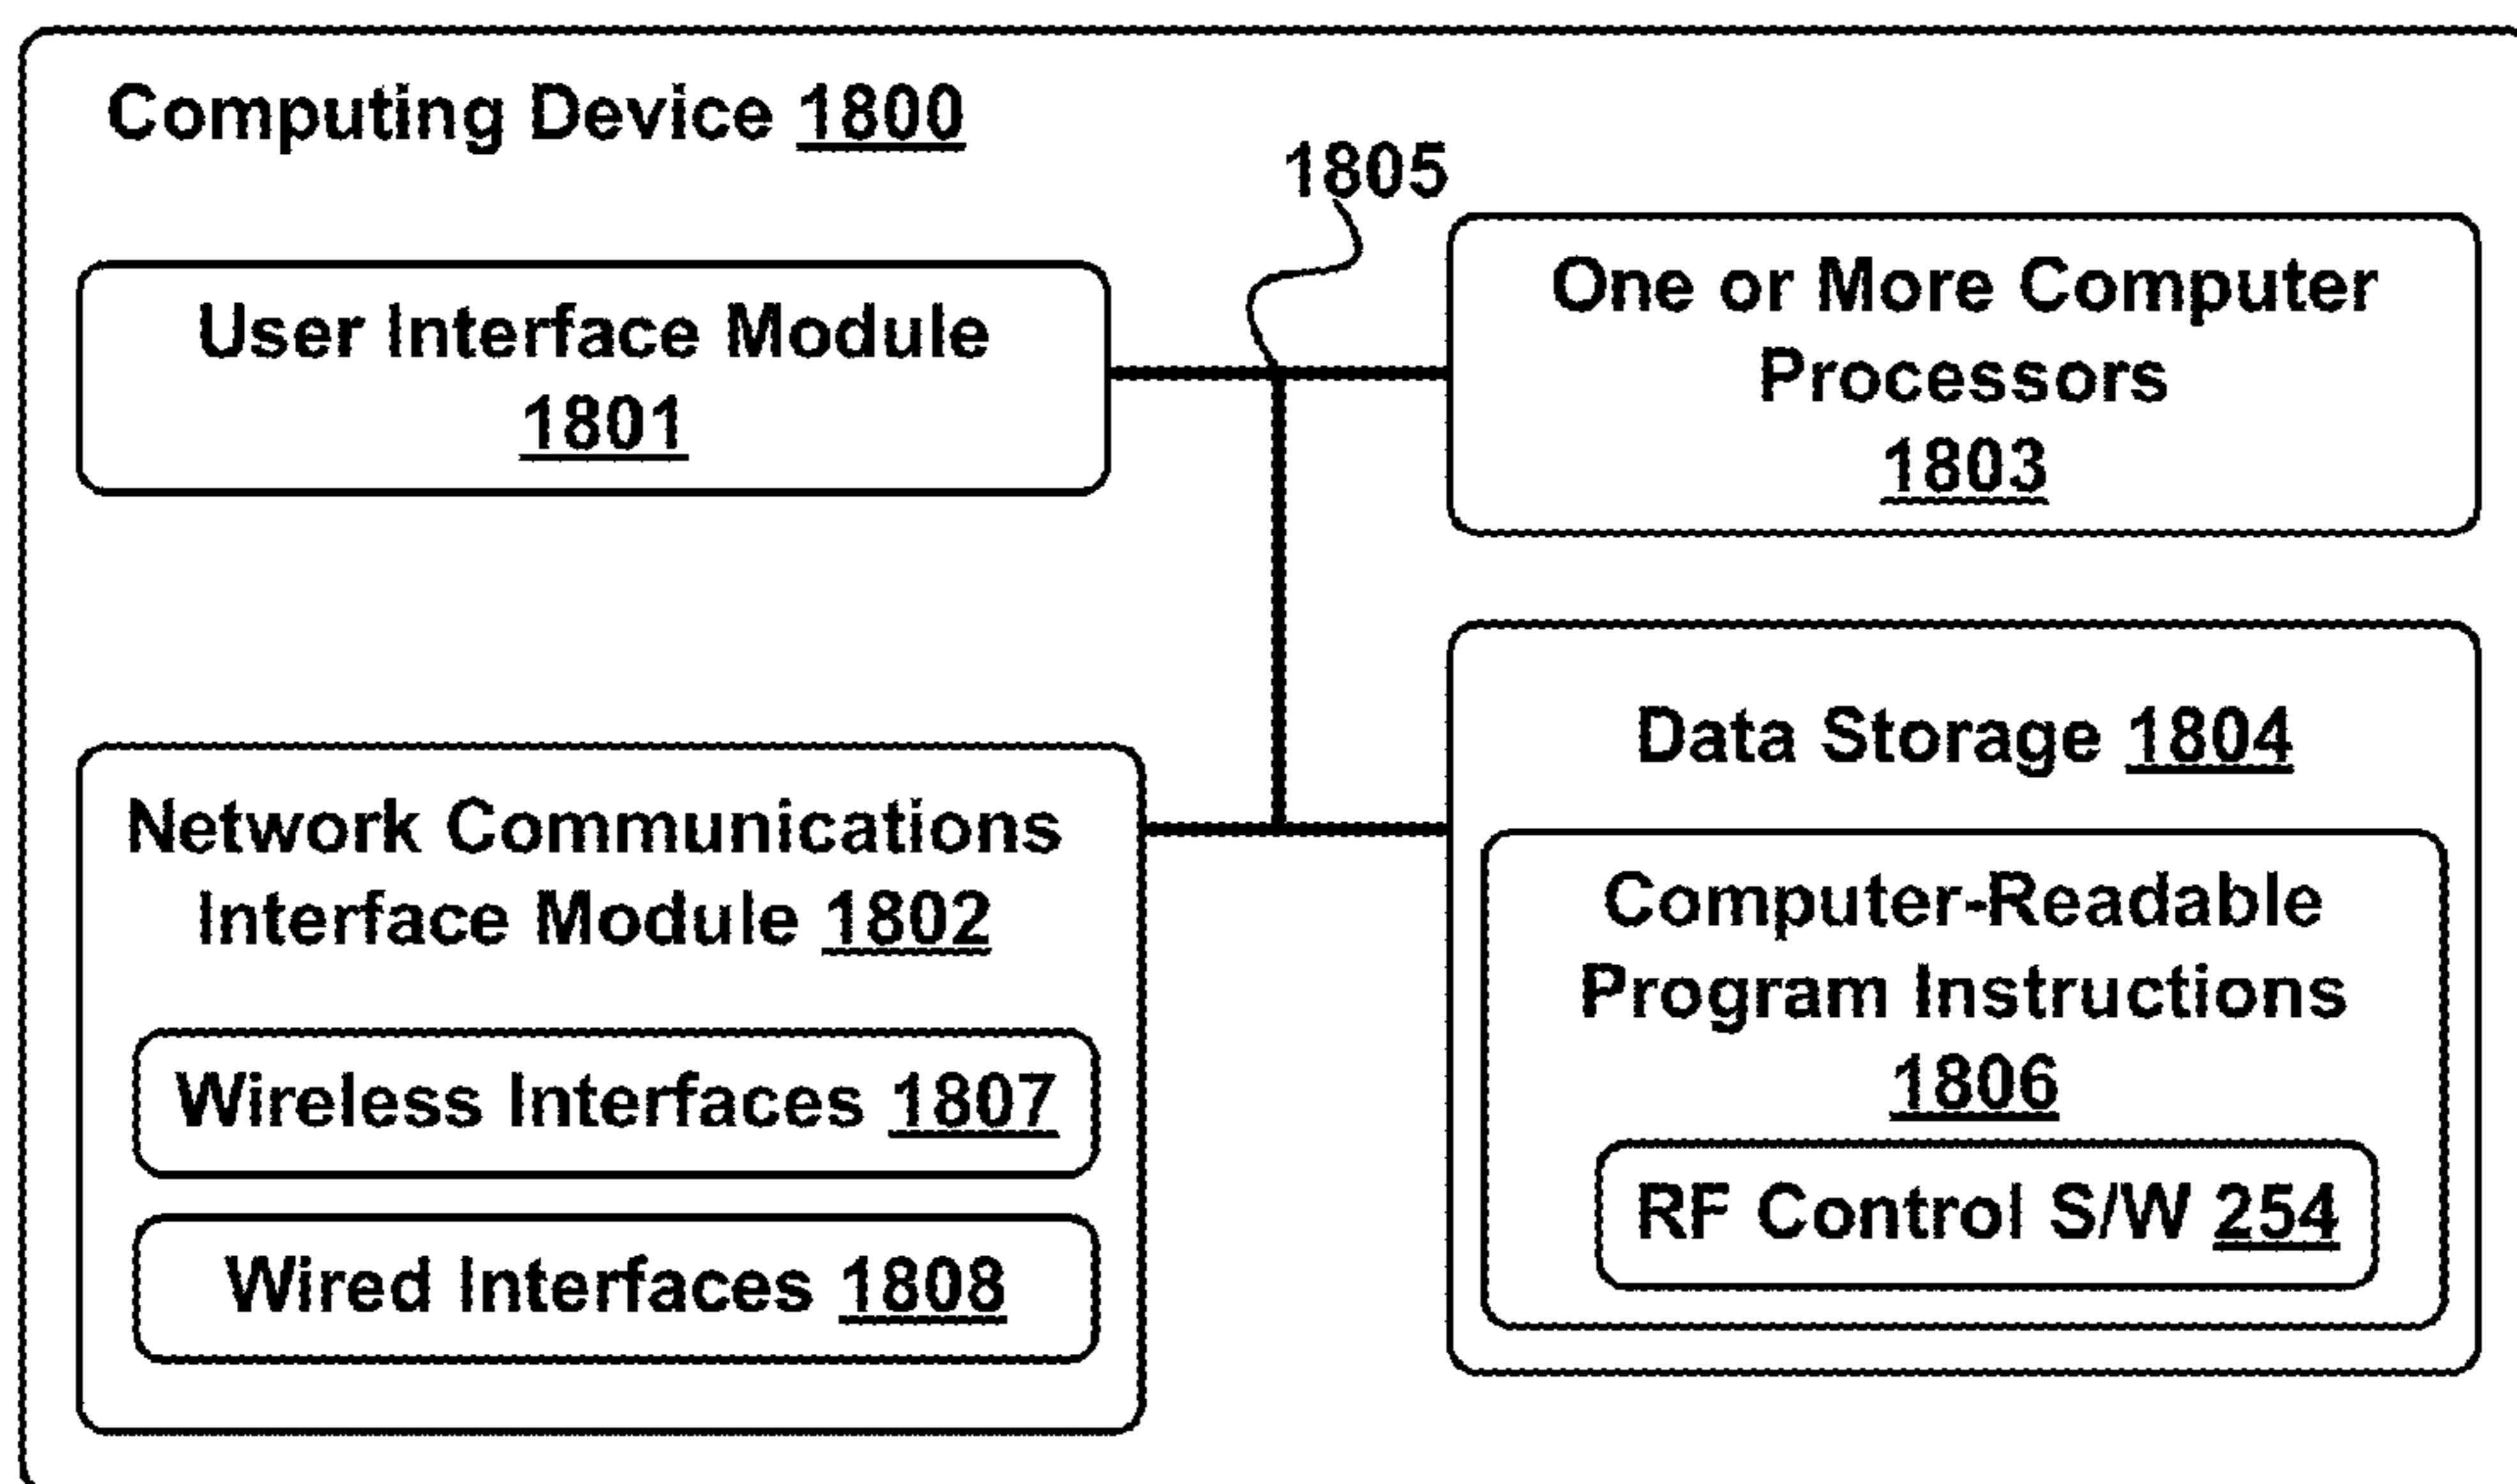 Computing Device 1800
1805
User Interface Module
1801
One or More Computer
Processors
1803
Network Communications
Interface Module 1802
Wireless Interfaces 1807
Wired Interfaces 1808
Data Storage 1804
Computer-Readable
Program Instructions
1806
RF Control S/W 254